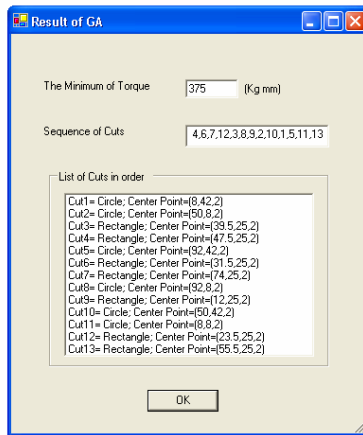 Result of GA
The Minimum of Torque 375 (Kg mm)
Sequence of Cuts 4,6,7,12,3,8,9,2,10,1,5,11,13
List of Cuts in order
Cut1= Circle; Center Point=(8,42,2)
Cut2= Circle; Center Point=(50,8,2)
Cut3= Rectangle; Center Point=(39.5,25,2)
Cut4= Rectangle; Center Point=(47.5,25,2)
Cut5= Circle; Center Point=(92,42,2)
Cut6= Rectangle; Center Point=(31.5,25,2)
Cut7= Rectangle; Center Point=(74,25,2)
Cut8= Circle; Center Point=(92,8,2)
Cut9= Rectangle; Center Point=(12,25,2)
Cut10= Circle; Center Point=(50,42,2)
Cut11= Circle; Center Point=(8,8,2)
Cut12= Rectangle; Center Point=(23.5,25,2)
Cut13= Rectangle; Center Point=(55.5,25,2)
OK